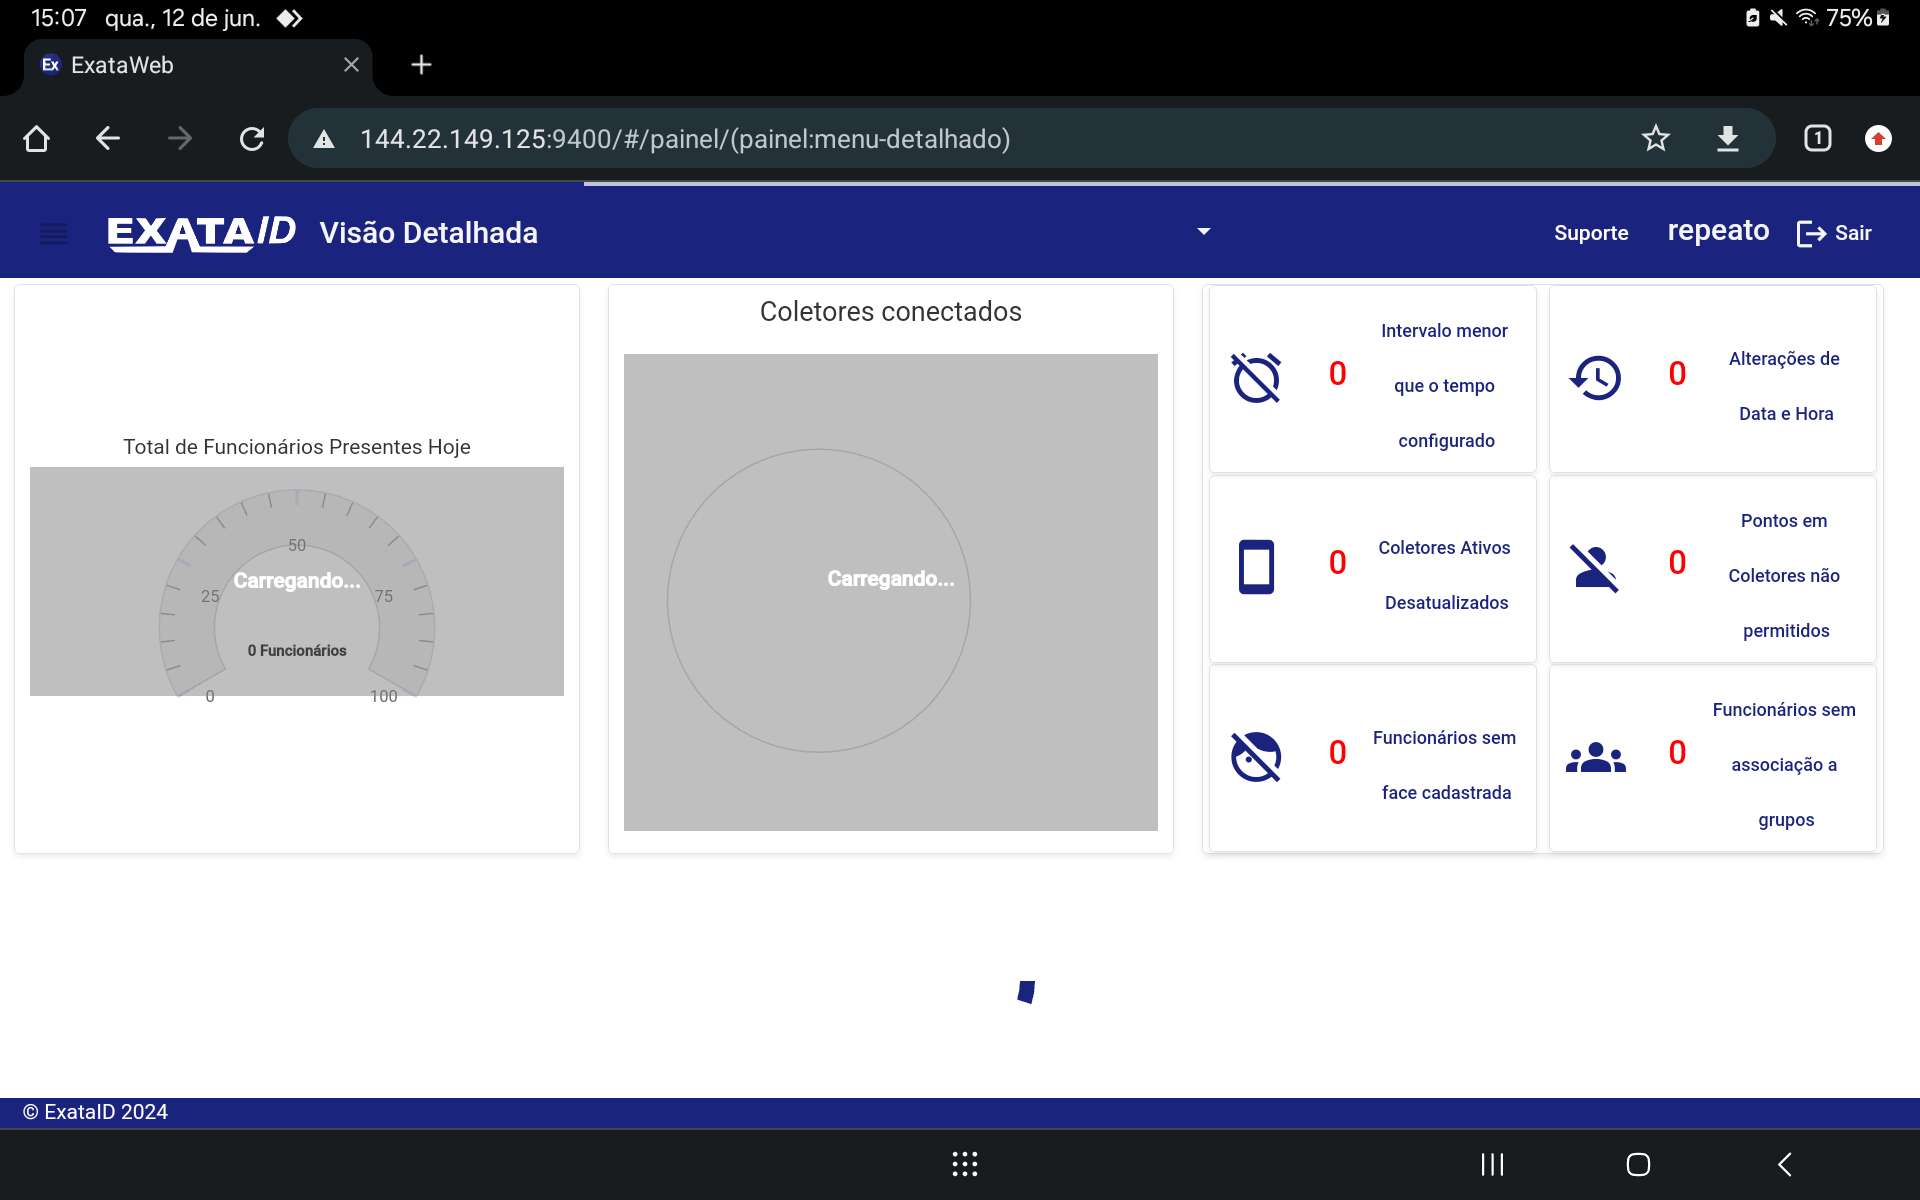 15:07 qua., 12 de jun.
75%
Ex ExataWeb
144.22.149.125:9400/#/painel/(painel:menu-detalhado)
1
EXATAID Visão Detalhada
Suporte repeato Sair
Total de Funcionários Presentes Hoje
50
Carregando...
25
75
0 Funcionários
0
100
Coletores conectados
Carregando...
0
Intervalo menor
que o tempo
configurado
0
Alterações de
Data e Hora
0
Coletores Ativos
Desatualizados
0
Pontos em
Coletores não
permitidos
0
Funcionários sem
face cadastrada
0
Funcionários sem
associação a
grupos
© ExataID 2024